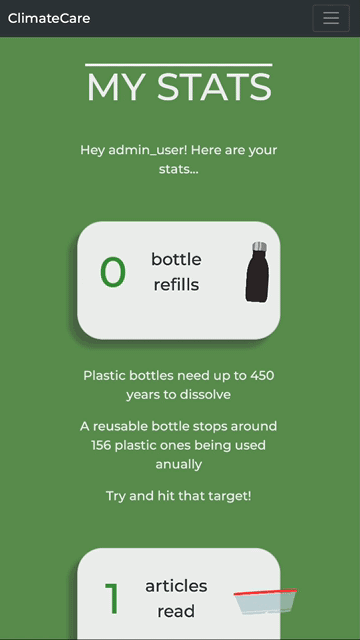 ClimateCare
MY STATS
Hey admin_user! Here are your
stats...
0
bottle
refills
Plastic bottles need up to 450
years to dissolve
A reusable bottle stops around
156 plastic ones being used
anually
Try and hit that target!
1
articles
read